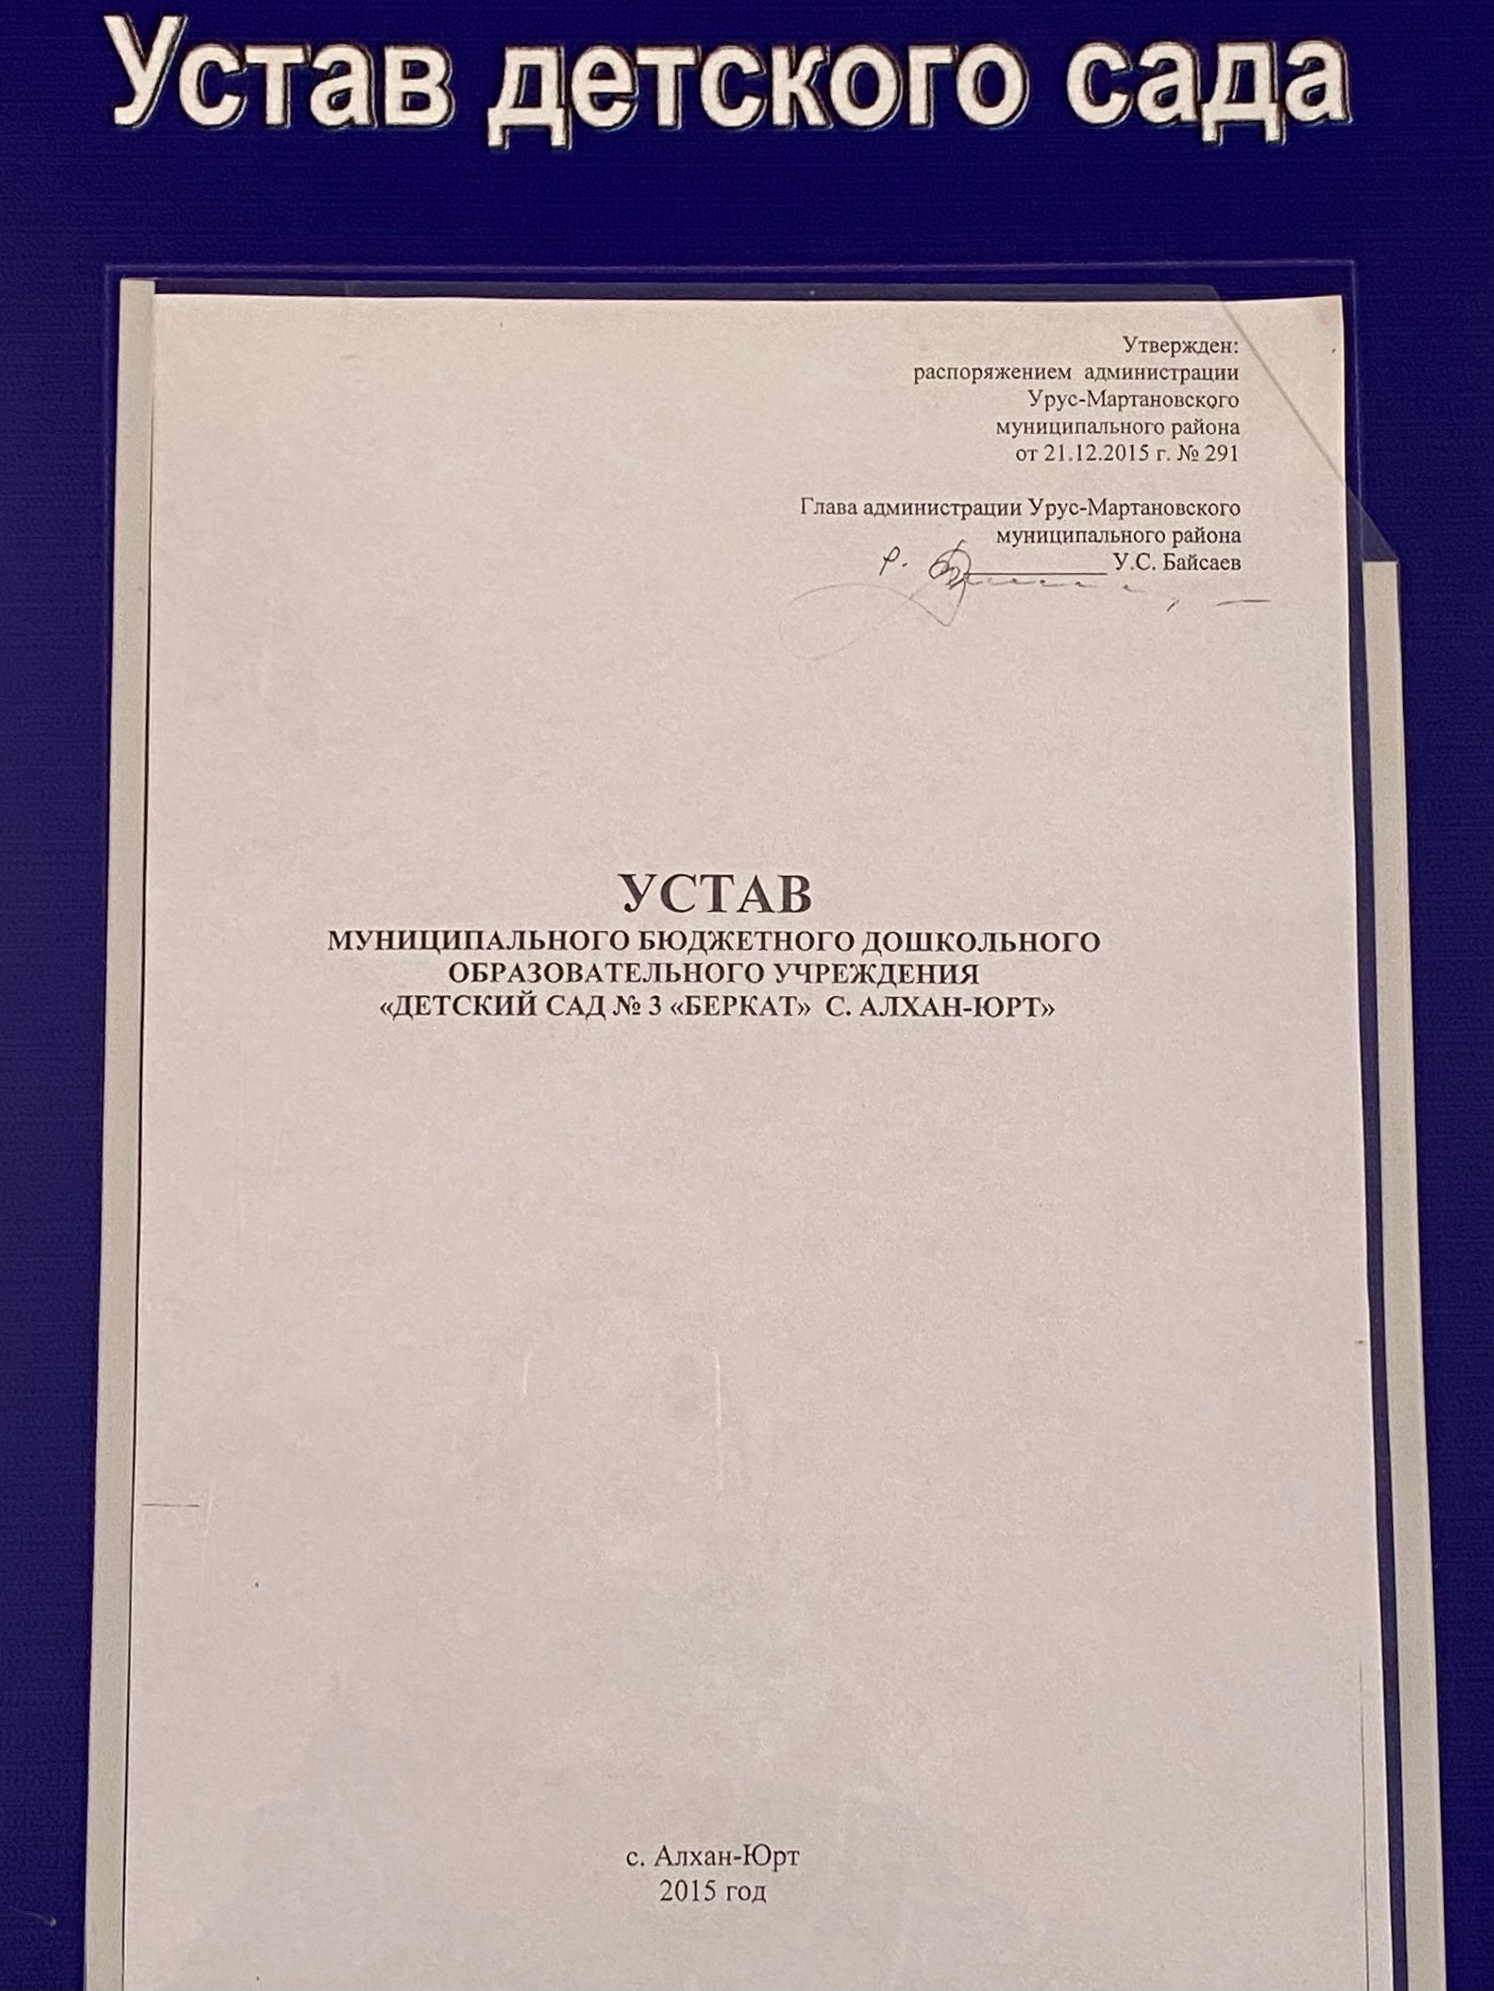 Устав детского сада
Утвержден:
распоряжением администрации
Урус-Мартановского
муниципального района
от 21.12.2015 г. № 291
Глава администрации Урус-Мартановского
муниципального района
У.С. Байсаев
УСТАВ
МУНИЦИПАЛЬНОГО БЮДЖЕТНОГО ДОШКОЛЬНОГО
ОБРАЗОВАТЕЛЬНОГО УЧРЕЖДЕНИЯ
«ДЕТСКИЙ САД № 3 «БЕРКАТ» С. АЛХАН-ЮРТ»
с. Алхан-Юрт
2015 год